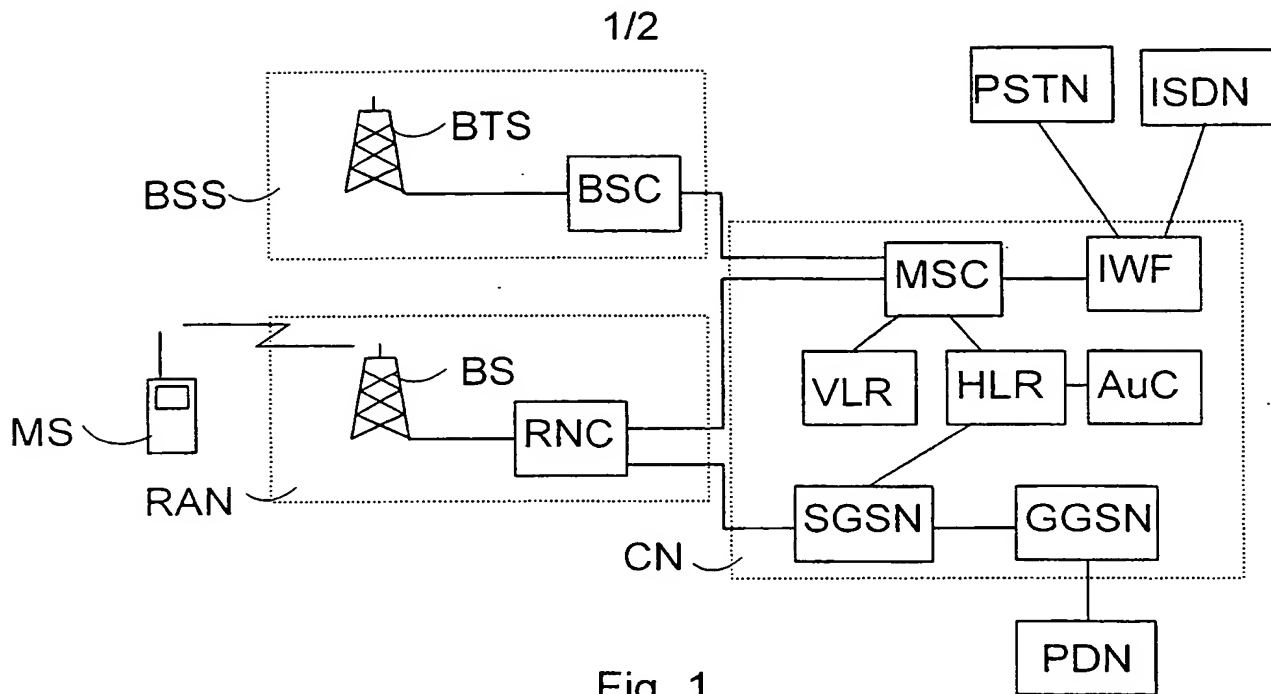 1/2
PSTN
ISDN
BTS
BSS
BSC
MSC
IWF
BS
VLR
HLR
AuC
MS
RNC
RAN
SGSN
GGSN
CN
PDN
Fig. 1